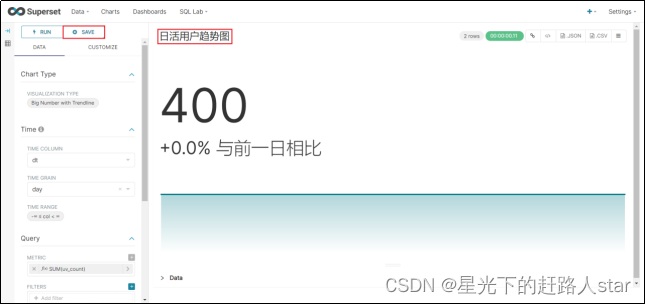 Superset Data Charts Dashboards SQL Lab + Settings
RUN SAVE
日活用户趋势图
2 rows 00:00:00.11 .JSON .CSV
DATA CUSTOMIZE
Chart Type
VISUALIZATION TYPE
Big Number with Trendline
Time
TIME COLUMN
dt
TIME GRAIN
day
TIME RANGE
-∞ ≤ col < ∞
Query
METRIC
SUM(uv_count)
FILTERS
+ Add filter
400
+0.0% 与前一日相比
Data
CSDN @星光下的赶路人star